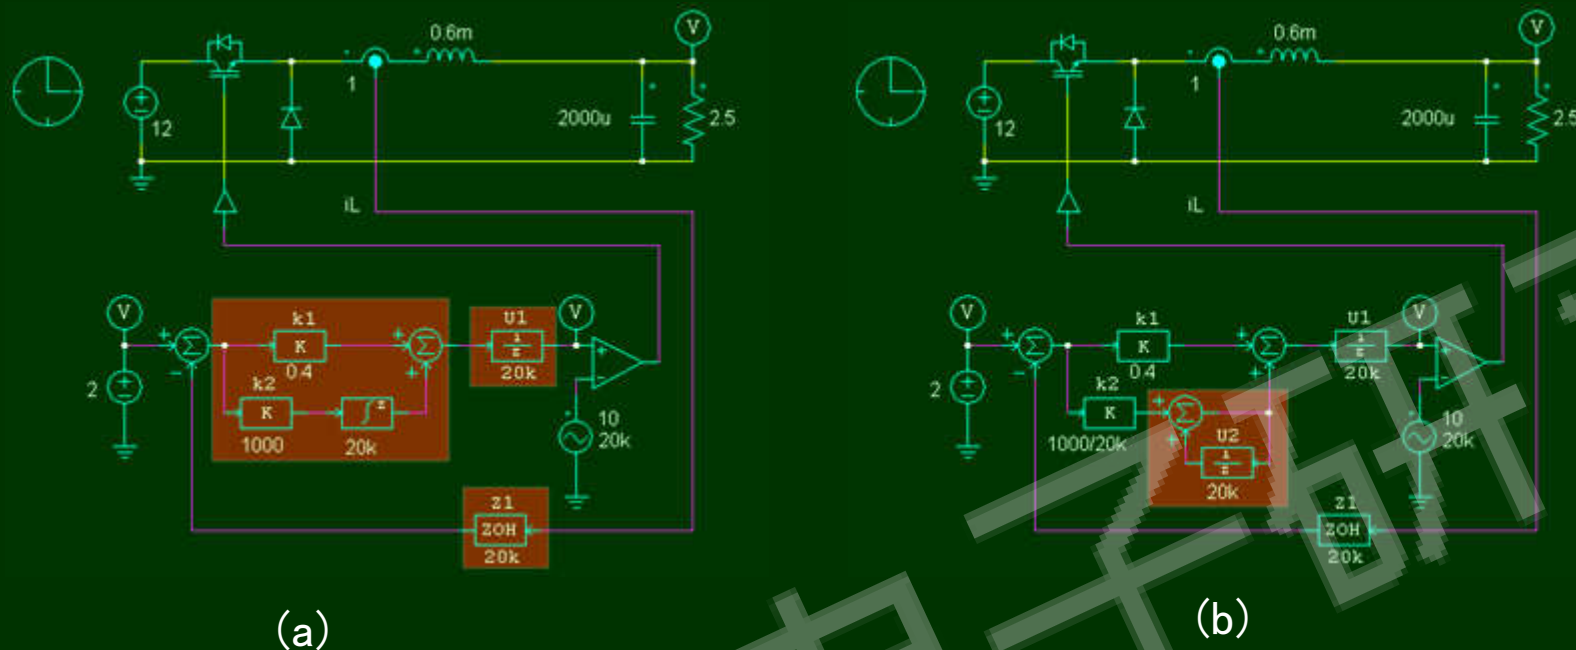 0.6m
V
1
12
2000u
2.5
iL
V
k1
K
0.4
k2
K
1000
∫ z
20k
U1
1/z
20k
V
2
Σ
Σ
10
20k
Z1
ZOH
20k
(a)
0.6m
V
1
12
2000u
2.5
iL
V
k1
K
0.4
k2
K
1000/20k
Σ
U2
1/z
20k
U1
1/z
20k
V
2
Σ
Σ
10
20k
Z1
ZOH
20k
(b)
子研